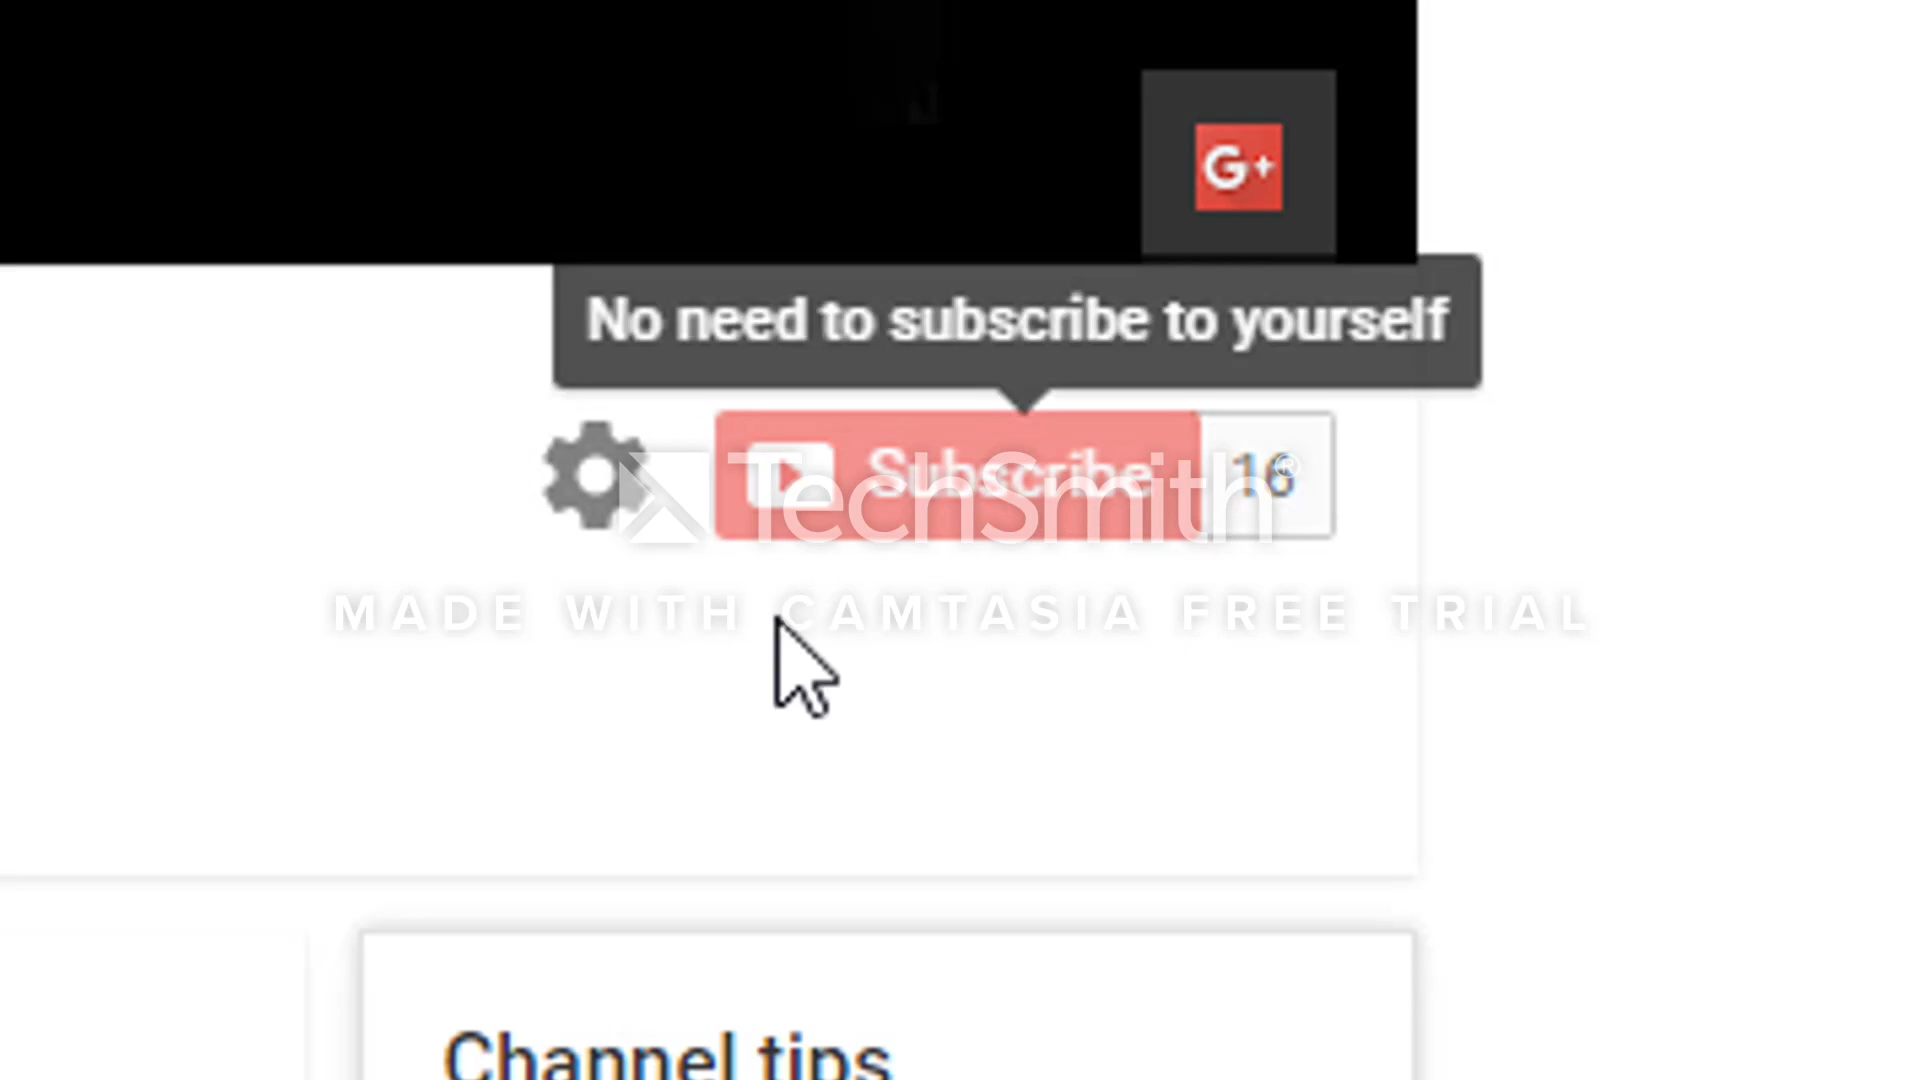 G+
No need to subscribe to yourself
Subscribe 16
TechSmith®
MADE WITH CAMTASIA FREE TRIAL
Channel tips